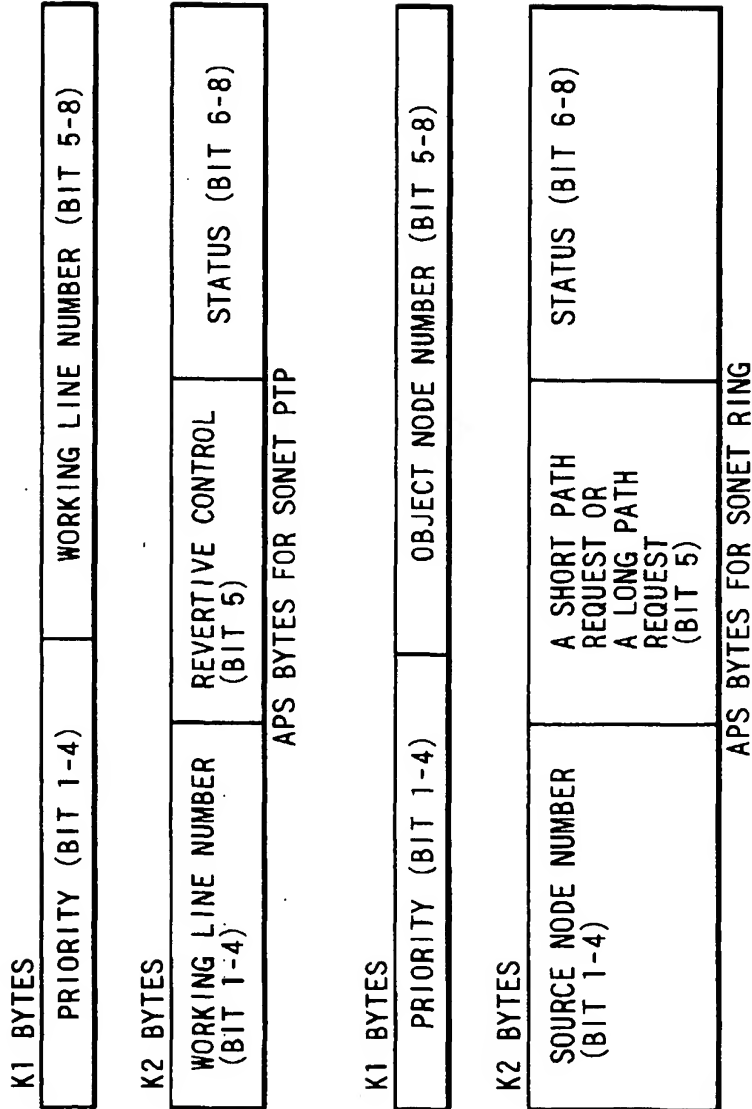 K1 BYTES
PRIORITY (BIT 1-4)
WORKING LINE NUMBER (BIT 5-8)
K2 BYTES
WORKING LINE NUMBER
(BIT 1-4)
REVERTIVE CONTROL
(BIT 5)
STATUS (BIT 6-8)
APS BYTES FOR SONET PTP
K1 BYTES
PRIORITY (BIT 1-4)
OBJECT NODE NUMBER (BIT 5-8)
K2 BYTES
SOURCE NODE NUMBER
(BIT 1-4)
A SHORT PATH
REQUEST OR
A LONG PATH
REQUEST
(BIT 5)
STATUS (BIT 6-8)
APS BYTES FOR SONET RING